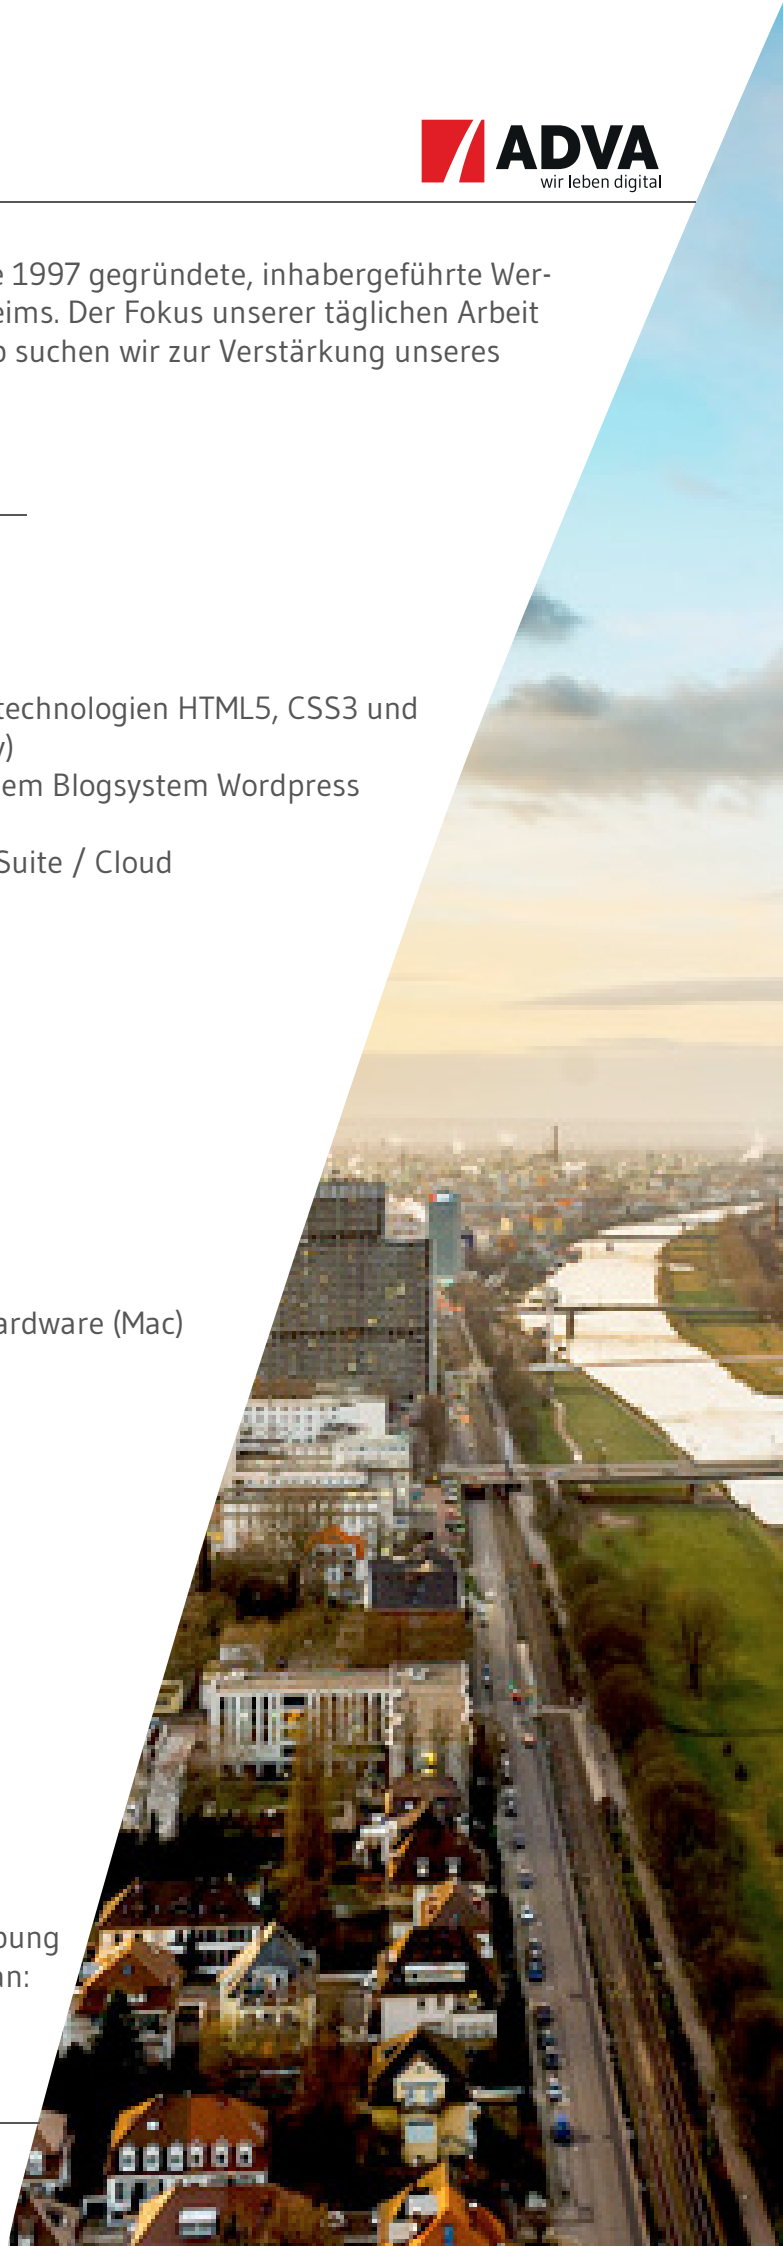 ADVA
wir leben digital
e 1997 gegründete, inhabergeführte Wer-
eims. Der Fokus unserer täglichen Arbeit
suchen wir zur Verstärkung unseres
technologien HTML5, CSS3 und
)
em Blogsystem Wordpress
Suite / Cloud
ardware (Mac)
bung
an: